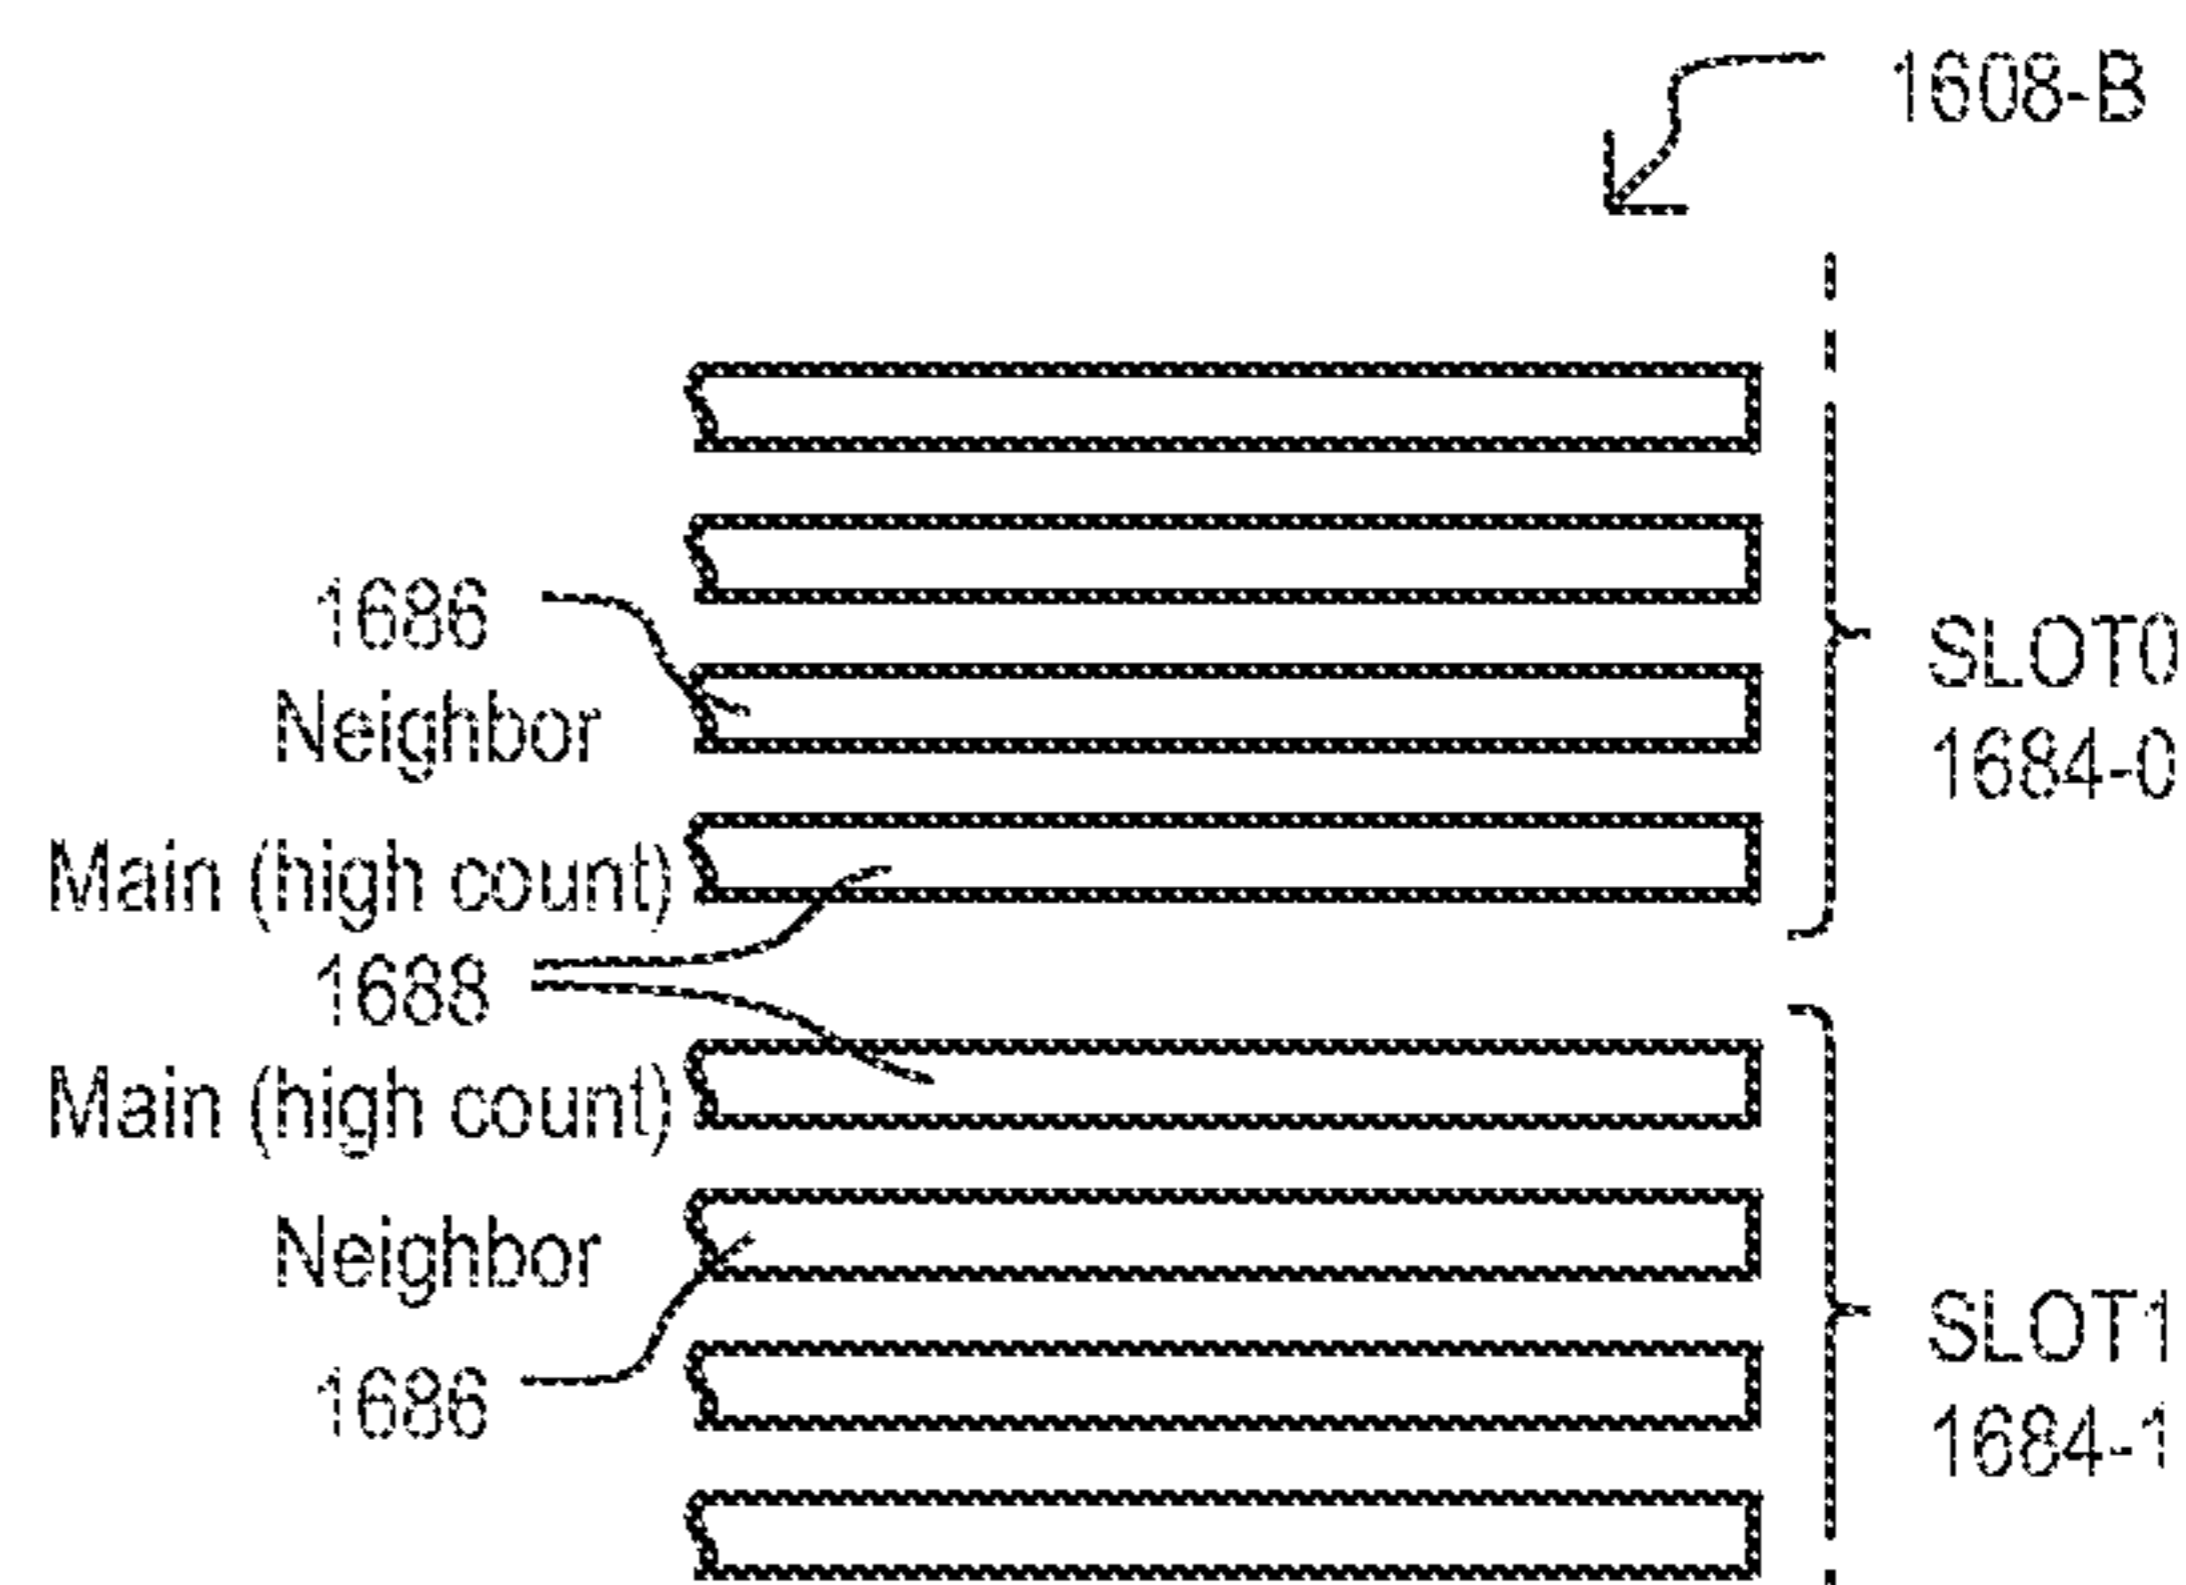 1608-B
1686
Neighbor
SLOT0
1684-0
Main (high count)
1688
Main (high count)
Neighbor
1686
SLOT1
1684-1